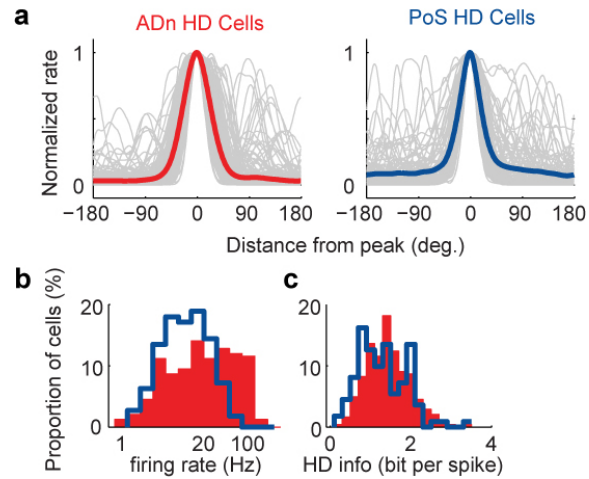 a
ADn HD Cells
PoS HD Cells
Normalized rate
1
0
1
0
−180 −90 0 90 180
−180 −90 0 90 180
Distance from peak (deg.)
b
c
Proportion of cells (%)
20
10
0
20
10
0
1 20 100
0 2 4
firing rate (Hz)
HD info (bit per spike)